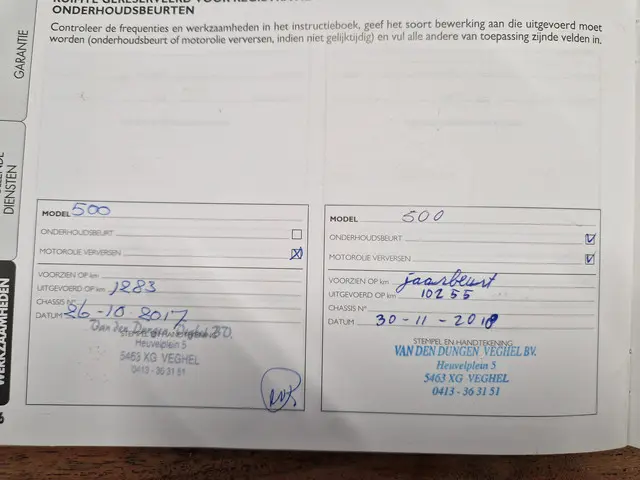 ONDERHOUDSBEURTEN
Controleer de frequenties en werkzaamheden in het instructieboek, geef het soort bewerking aan die uitgevoerd moet
worden (onderhoudsbeurt of motorolie verversen, indien niet gelijktijdig) en vul alle andere van toepassing zijnde velden in.
GARANTIE
DIENSTEN
WERKZAAMHEDEN
MODEL 500
ONDERHOUDSBEURT
MOTOROLIE VERVERSEN
VOORZIEN OP km
UITGEVOERD OP km 1283
CHASSIS N°
DATUM 26-10-2017
STEMPEL
Heuvelplein 5
5463 XG VEGHEL
0413 - 36 31 51
MODEL 500
ONDERHOUDSBEURT
MOTOROLIE VERVERSEN
VOORZIEN OP km jaarbeurt
UITGEVOERD OP km 10255
CHASSIS N°
DATUM 30-11-2018
STEMPEL EN HANDTEKENING
VAN DEN DUNGEN VEGHEL BV.
Heuvelplein 5
5463 XG VEGHEL
0413 - 36 31 51